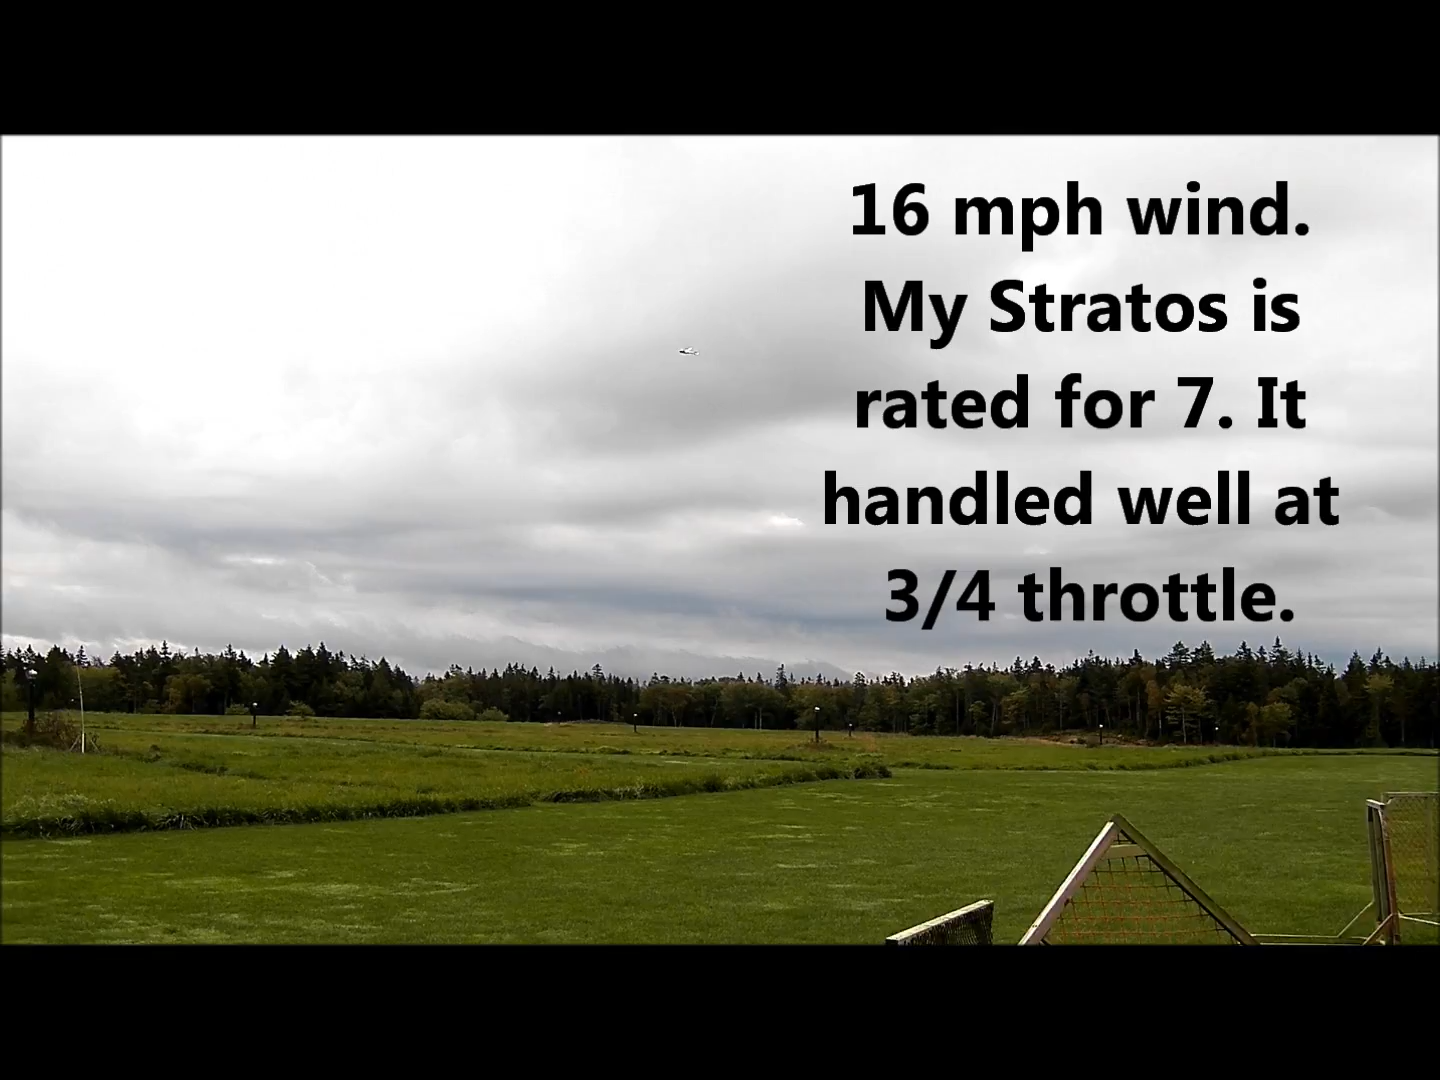 16 mph wind.
My Stratos is
rated for 7. It
handled well at
3/4 throttle.